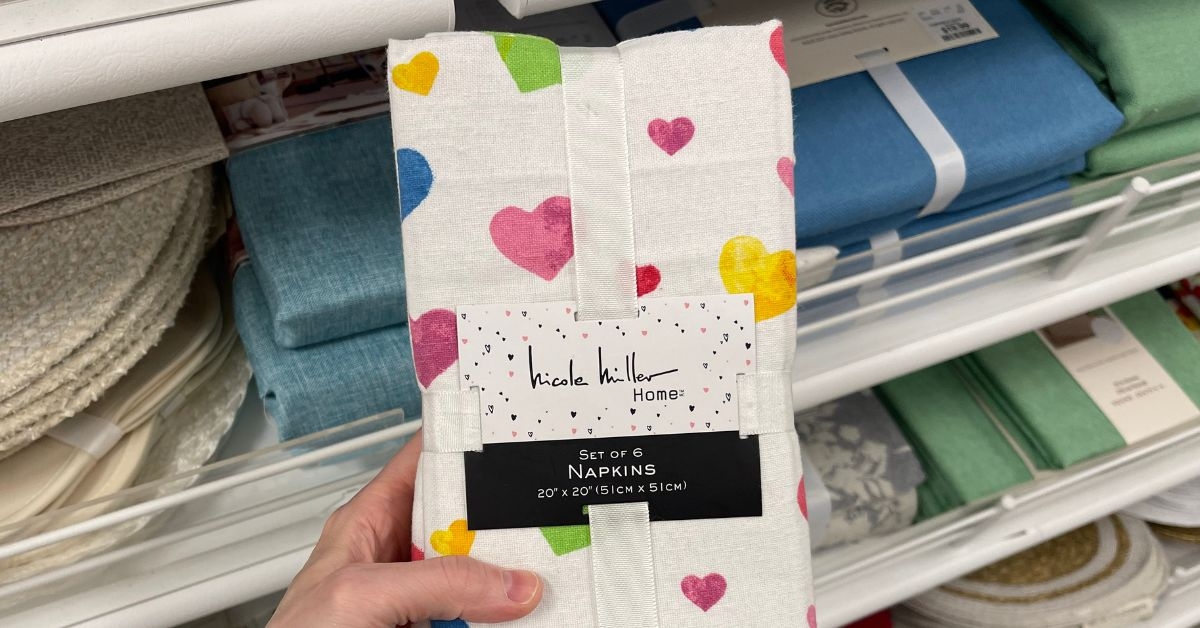 nicole miller
Home
SET OF 6
NAPKINS
20" x 20" (51CM x 51CM)